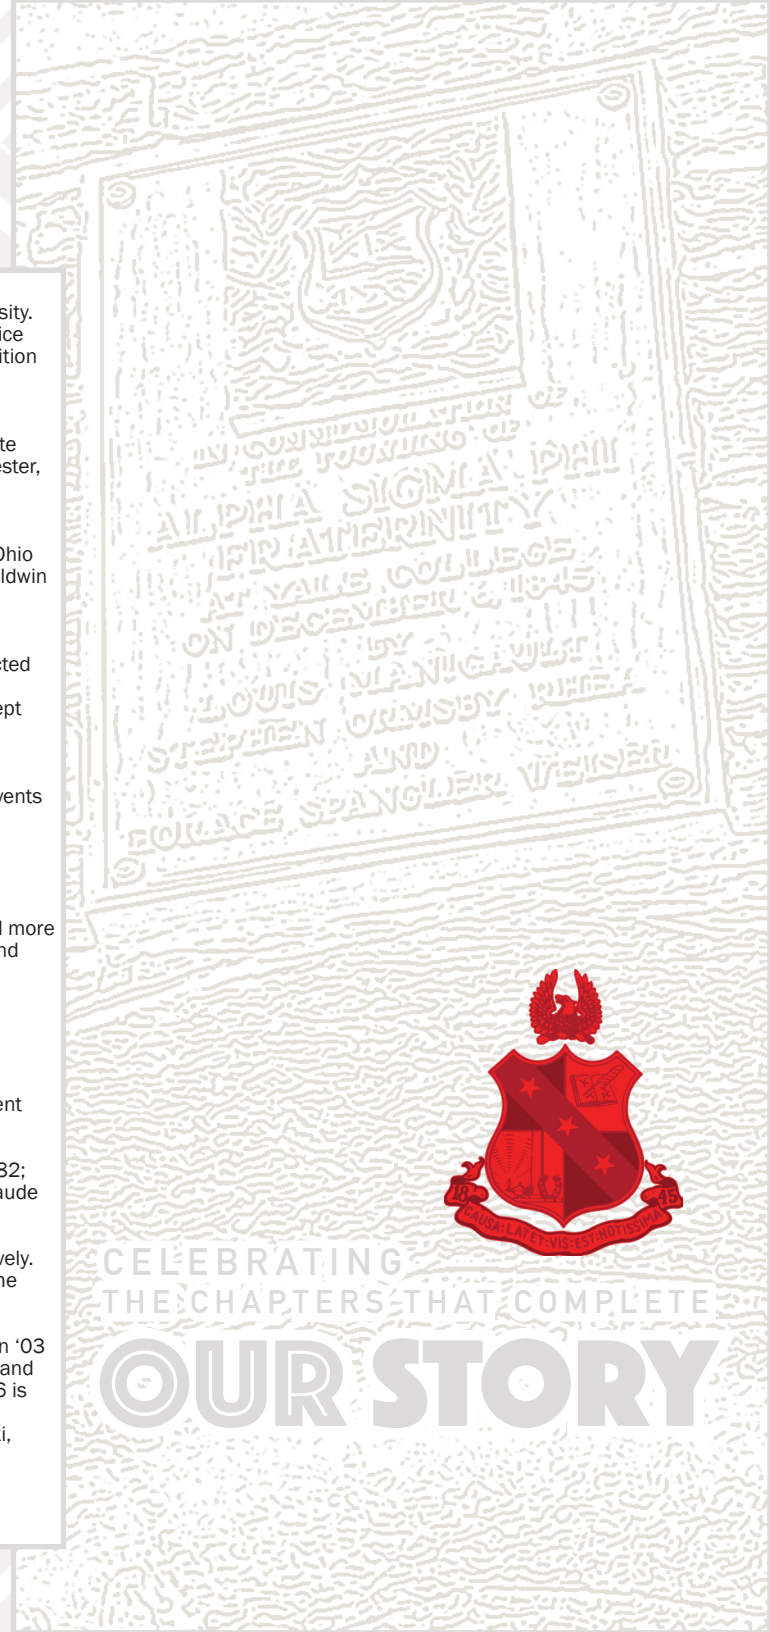 sity.
ice
ition
te
ester,
Ohio
ldwin
cted
ept
vents
l more
nd
ent
82;
aude
vely.
he
n ‘03
and
6 is
i,
IN COMMEMORATION OF
THE FOUNDING OF
ALPHA SIGMA PHI
FRATERNITY
AT YALE COLLEGE
ON DECEMBER 6, 1845
BY
LOUIS MANIGAULT
STEPHEN ORMSBY RHEA
AND
HORACE SPANGLER WEISER
18 45
CAUSA·LATET·VIS·EST·NOTISSIMA
CELEBRATING
THE CHAPTERS THAT COMPLETE
OUR STORY